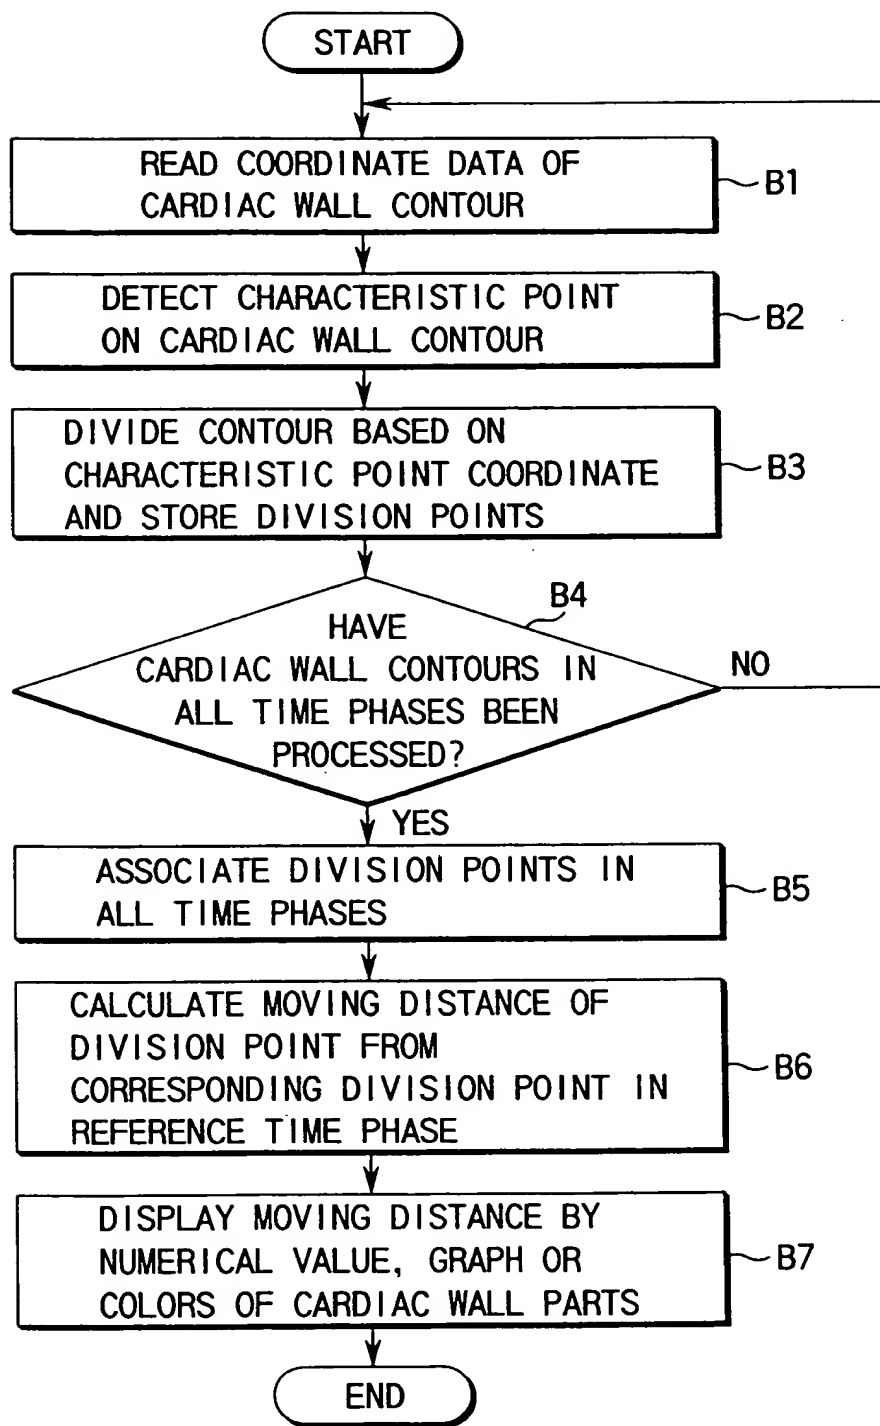 START
READ COORDINATE DATA OF
CARDIAC WALL CONTOUR
B1
DETECT CHARACTERISTIC POINT
ON CARDIAC WALL CONTOUR
B2
DIVIDE CONTOUR BASED ON
CHARACTERISTIC POINT COORDINATE
AND STORE DIVISION POINTS
B3
B4
HAVE
CARDIAC WALL CONTOURS IN
ALL TIME PHASES BEEN
PROCESSED?
NO
YES
ASSOCIATE DIVISION POINTS IN
ALL TIME PHASES
B5
CALCULATE MOVING DISTANCE OF
DIVISION POINT FROM
CORRESPONDING DIVISION POINT IN
REFERENCE TIME PHASE
B6
DISPLAY MOVING DISTANCE BY
NUMERICAL VALUE, GRAPH OR
COLORS OF CARDIAC WALL PARTS
B7
END